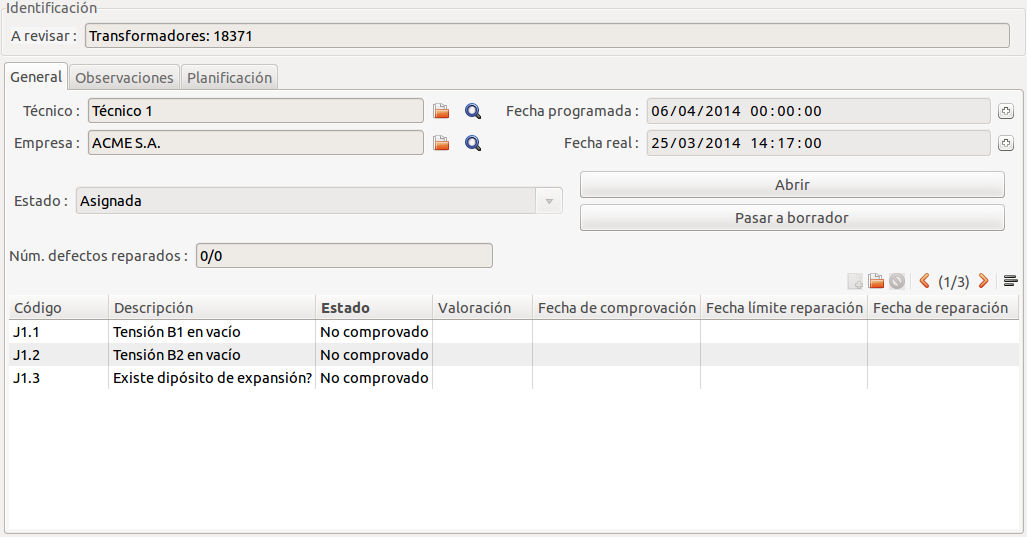 Identificación
A revisar : Transformadores: 18371
General Observaciones Planificación
Técnico : Técnico 1 Fecha programada : 06/04/2014 00:00:00
Empresa : ACME S.A. Fecha real : 25/03/2014 14:17:00
Estado : Asignada Abrir
Pasar a borrador
Núm. defectos reparados : 0/0
(1/3)
Código Descripción Estado Valoración Fecha de comprovación Fecha límite reparación Fecha de reparación
J1.1 Tensión B1 en vacío No comprovado
J1.2 Tensión B2 en vacío No comprovado
J1.3 Existe dipósito de expansión? No comprovado